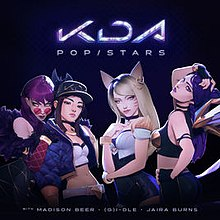 K/DA
POP/STARS
WITH MADISON BEER · (G)I-DLE · JAIRA BURNS